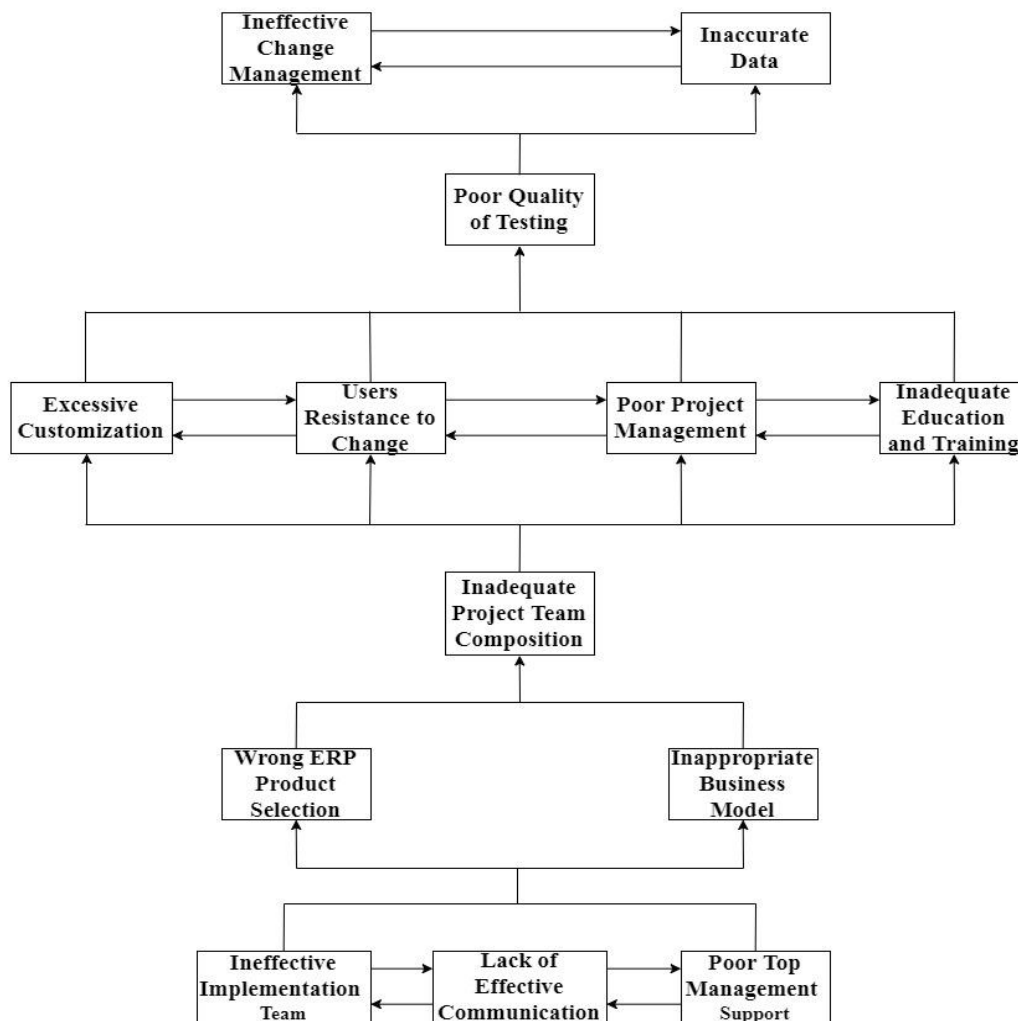 Ineffective
Change
Management
Inaccurate
Data
Poor Quality
of Testing
Excessive
Customization
Users
Resistance to
Change
Poor Project
Management
Inadequate
Education
and Training
Inadequate
Project Team
Composition
Wrong ERP
Product
Selection
Inappropriate
Business
Model
Ineffective
Implementation
Team
Lack of
Effective
Communication
Poor Top
Management
Support